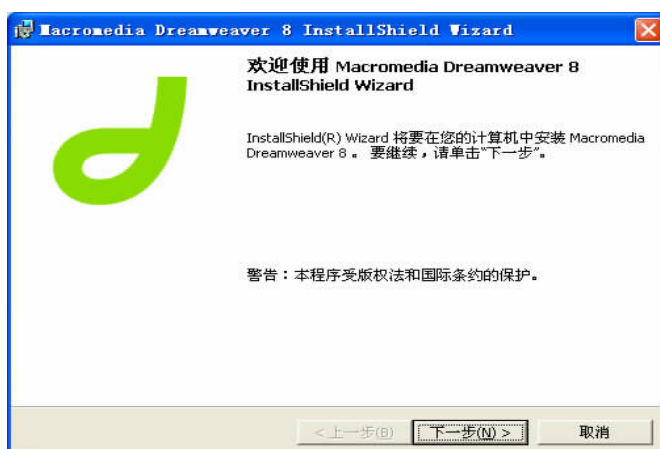 Macromedia Dreamweaver 8 InstallShield Wizard
欢迎使用 Macromedia Dreamweaver 8
InstallShield Wizard
InstallShield(R) Wizard 将要在您的计算机中安装 Macromedia
Dreamweaver 8 。 要继续，请单击“下一步”。
警告：本程序受版权法和国际条约的保护。
< 上一步(B)
下一步(N) >
取消